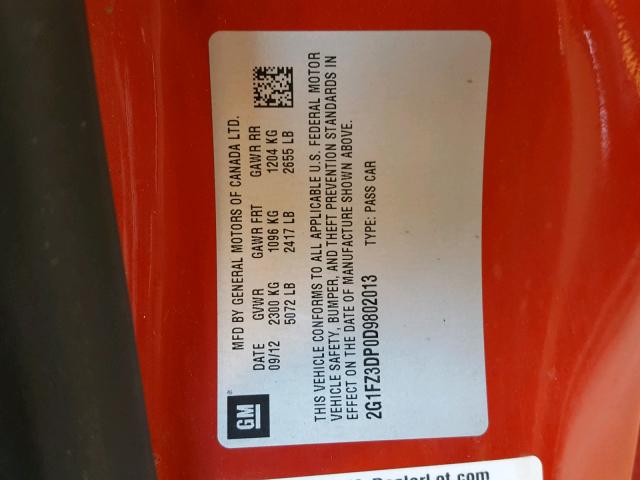 GM®
MFD BY GENERAL MOTORS OF CANADA LTD.
DATE GVWR GAWR FRT GAWR RR
09/12 2300 KG 1096 KG 1204 KG
5072 LB 2417 LB 2655 LB
THIS VEHICLE CONFORMS TO ALL APPLICABLE U.S. FEDERAL MOTOR
VEHICLE SAFETY, BUMPER, AND THEFT PREVENTION STANDARDS IN
EFFECT ON THE DATE OF MANUFACTURE SHOWN ABOVE.
2G1FZ3DP0D9802013 TYPE: PASS CAR
DealerLot.com